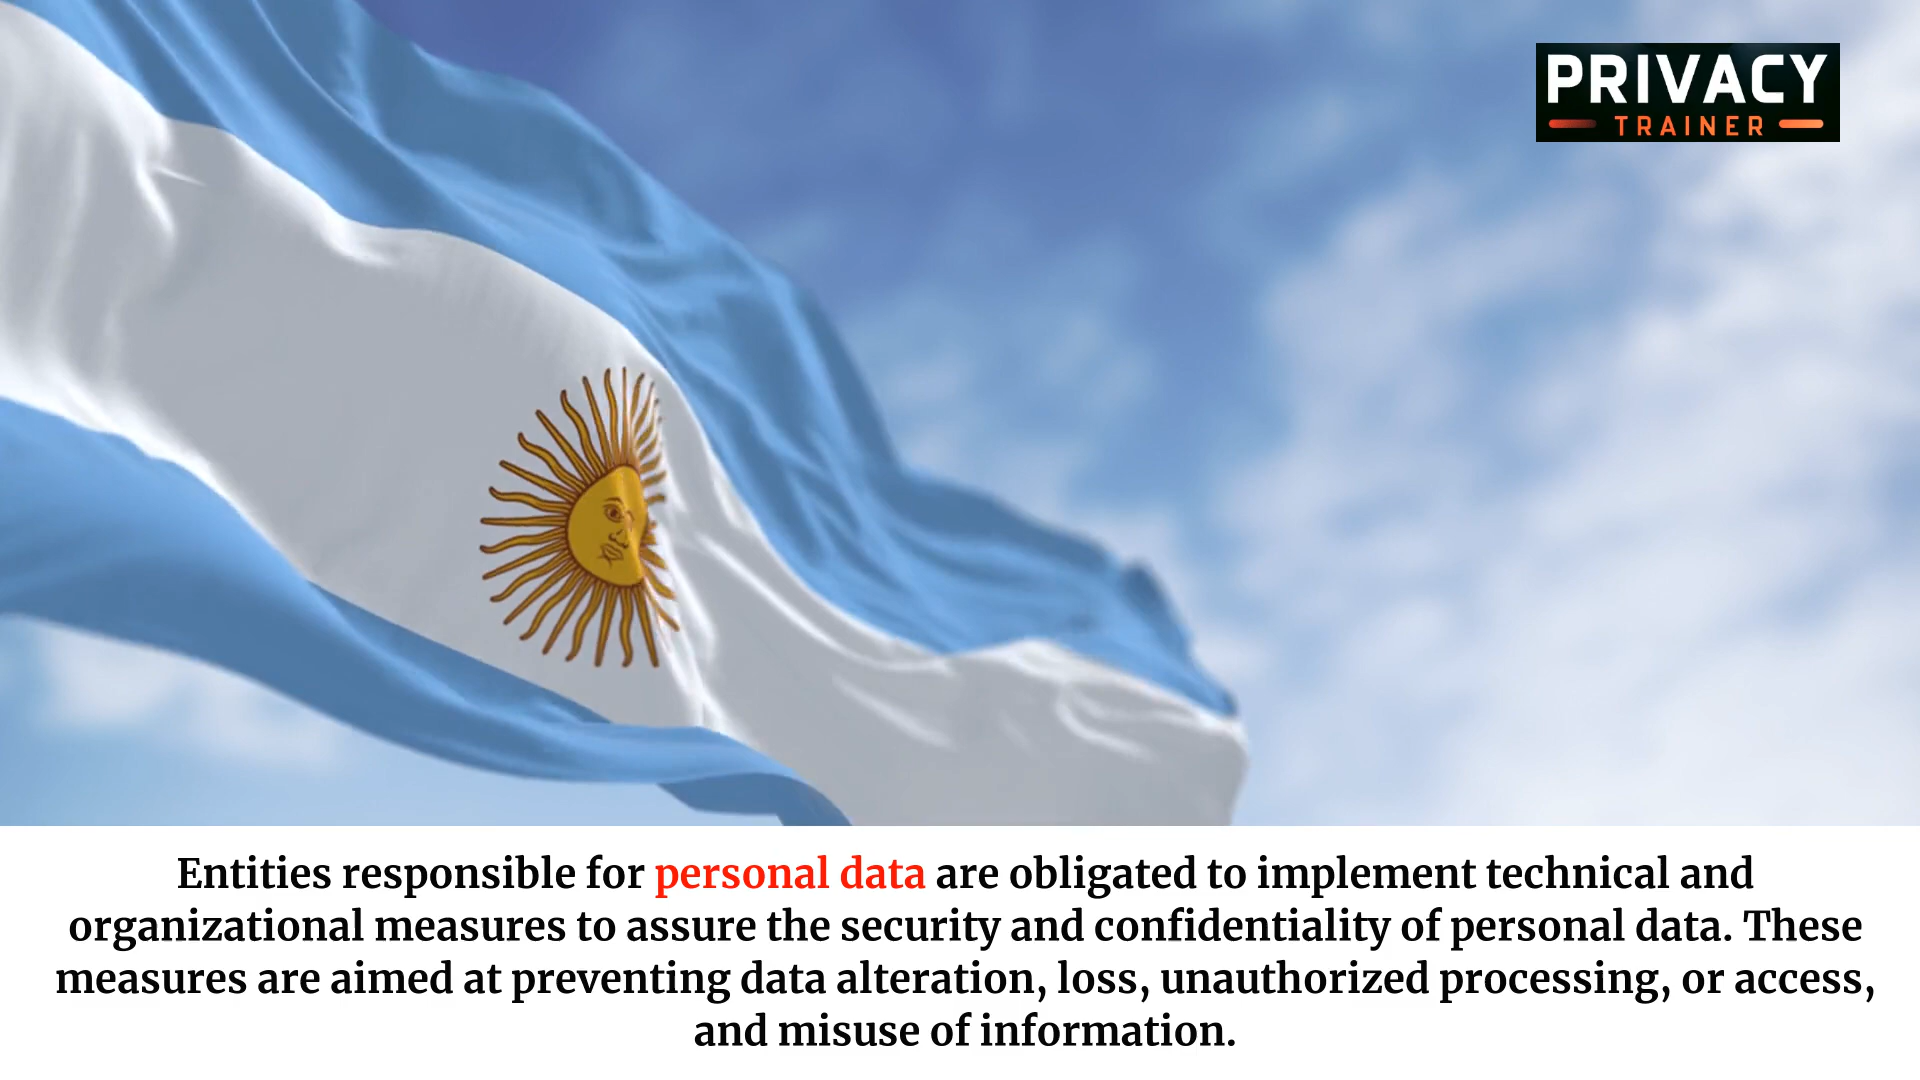 PRIVACY
TRAINER
Entities responsible for personal data are obligated to implement technical and
organizational measures to assure the security and confidentiality of personal data. These
measures are aimed at preventing data alteration, loss, unauthorized processing, or access,
and misuse of information.